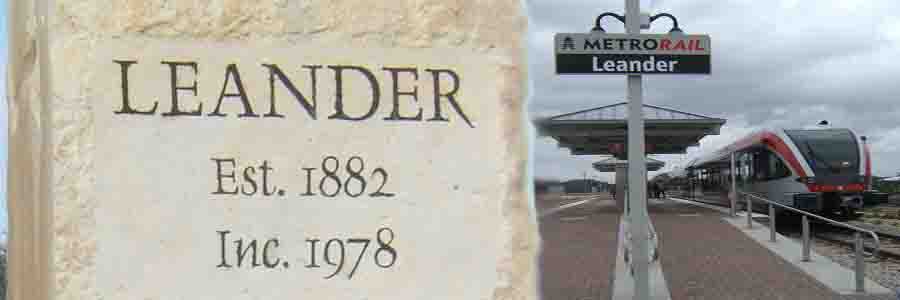 LEANDER
Est. 1882
Inc. 1978
METRORAIL
Leander